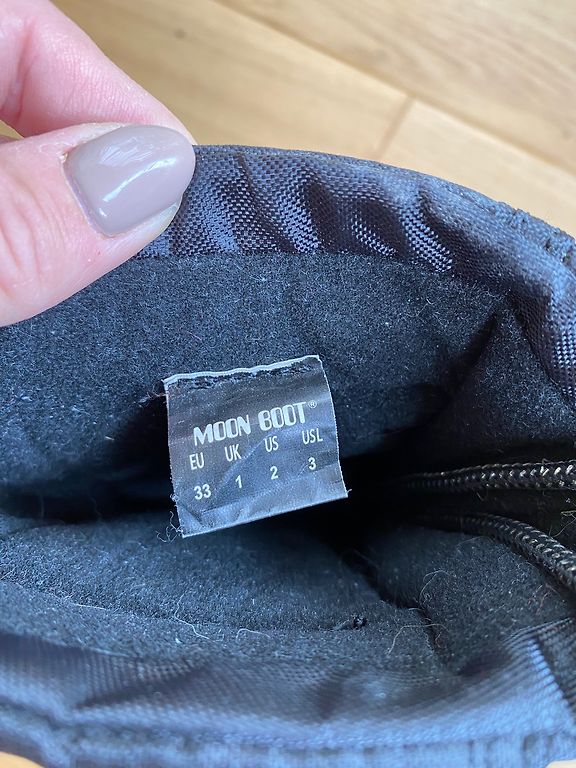 MOON BOOT®
EU UK US USL
33 1 2 3